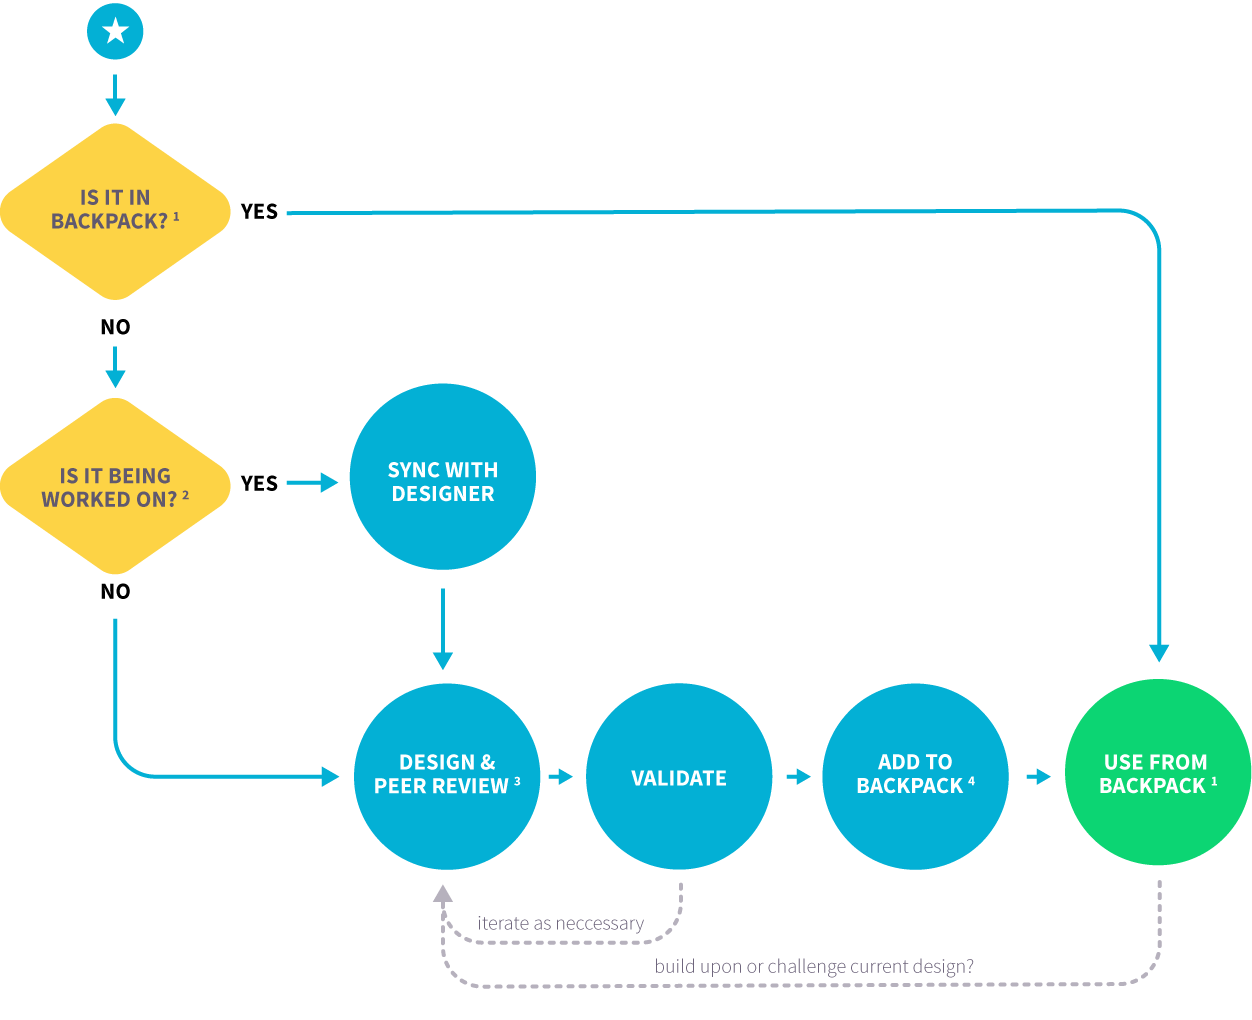 IS IT IN
BACKPACK? 1
YES
NO
IS IT BEING
WORKED ON? 2
YES
SYNC WITH
DESIGNER
NO
DESIGN &
PEER REVIEW 3
VALIDATE
ADD TO
BACKPACK 4
USE FROM
BACKPACK 1
iterate as neccessary
build upon or challenge current design?